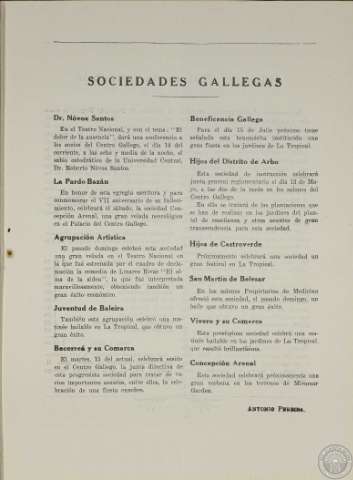 SOCIEDADES GALLEGAS
Dr. Nóvoa Santos
En el Teatro Nacional, y con el tema: "El
dolor de la ausencia", dará una conferencia a
los socios del Centro Gallego, el día 14 del
corriente, a las ocho y media de la noche, el
sabio catedrático de la Universidad Central,
Dr. Roberto Nóvoa Santos.
La Pardo Bazán
En honor de esta egregia escritora y para
conmemorar el VII aniversario de su falleci-
miento, celebrará el sábado, la sociedad Con-
cepción Arenal, una gran velada necrológica
en el Palacio del Centro Gallego.
Agrupación Artística
El pasado domingo celebró esta sociedad
una gran velada en el Teatro Nacional en
la que fué estrenada por el cuadro de decla-
mación la comedia de Linares Rivas "El al-
ma de la aldea", la que fué interpretada
maravillosamente, obteniendo también un
gran éxito económico.
Juventud de Baleira
También esta agrupación celebró una ma-
tinée bailable en La Tropical, que obtuvo un
gran éxito.
Becerreá y su Comarca
El martes, 15 del actual, celebrará sesión
en el Centro Gallego, la junta directiva de
esta progresista sociedad para tratar de va-
rios importantes asuntos, entre ellos, la cele-
bración de una fiesta
Beneficencia Gallega
Para el día 15 de Julio próximo tiene
señalada esta benemérita institución una
gran fiesta en los jardines de La Tropical.
Hijos del Distrito de Arbo
Esta sociedad de instrucción celebrará
junta general reglamentaria el día 13 de Ma-
yo, a las dos de la tarde en los salones del
Centro Gallego.
En ella se tratará de las plantaciones que
se han de realizar en los jardines del plan-
tel de enseñanza y otros asuntos de gran
transcendencia para esta sociedad.
Hijos de Castroverde
Próximamente celebrará esta sociedad un
gran festival en La Tropical.
San Martín de Belesar
En los salones Propietarios de Medicina
ofreció esta sociedad, el pasado domingo, un
baile que obtuvo un gran éxito.
Vivero y su Comarca
Esta prestigiosa sociedad celebró una ma-
tinée bailable en los jardines de La Tropical
que resultó brillantísima.
Concepción Arenal
Esta sociedad celebrará próximamente una
gran verbena en los terrenos de Miramar
Garden.
ANTONIO PEREIRA.